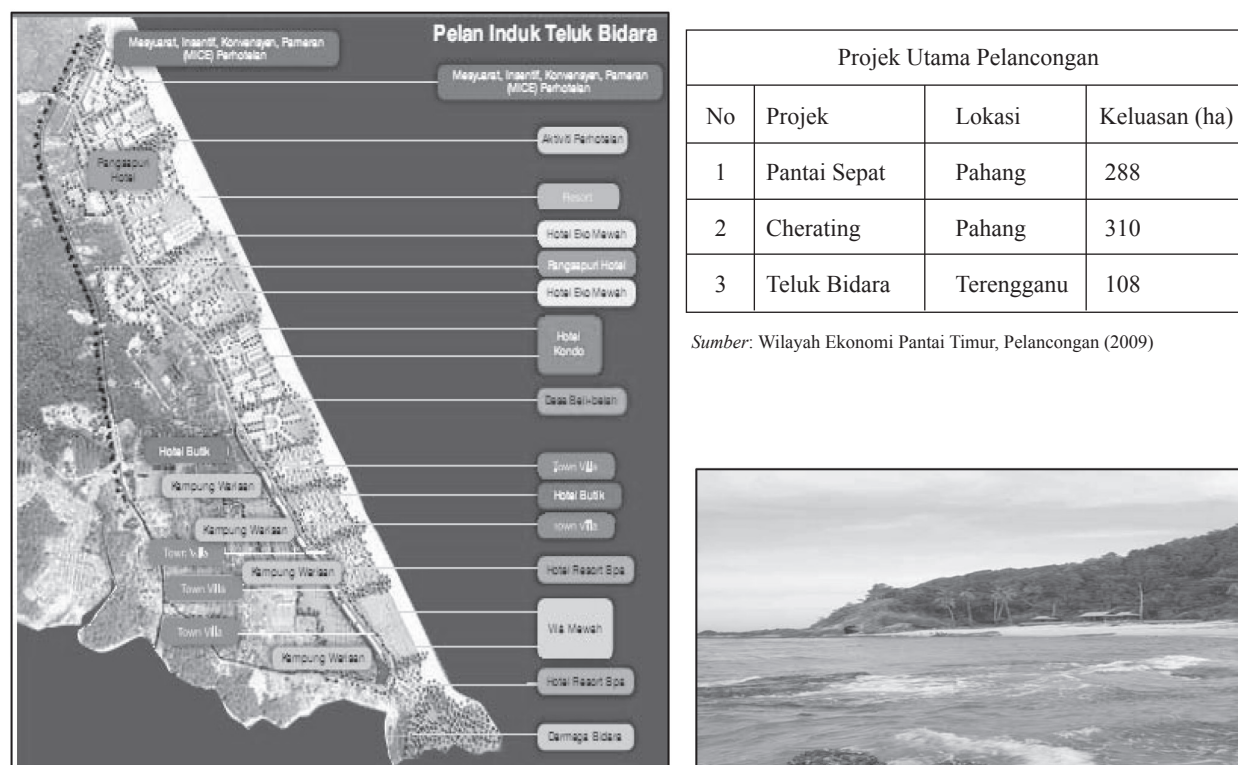 Pelan Induk Teluk Bidara
Mesyuarat, Insentif, Konvensyen, Pameran
(MICE) Perhotelan
Mesyuarat, Insentif, Konvensyen, Pameran
(MICE) Perhotelan
Aktiviti Perhotelan
Pangsapuri
Hotel
Resort
Hotel Eko Mewah
Pangsapuri Hotel
Hotel Eko Mewah
Hotel
Kondo
Desa Beli-belah
Hotel Butik
Town Villa
Kampung Warisan
Hotel Butik
Kampung Warisan
Town Villa
Town Villa
Kampung Warisan
Hotel Resort Spa
Town Villa
Town Villa
Vila Mewah
Kampung Warisan
Hotel Resort Spa
Dermaga Bidara
Projek Utama Pelancongan
No Projek Lokasi Keluasan (ha)
1 Pantai Sepat Pahang 288
2 Cherating Pahang 310
3 Teluk Bidara Terengganu 108
Sumber: Wilayah Ekonomi Pantai Timur, Pelancongan (2009)